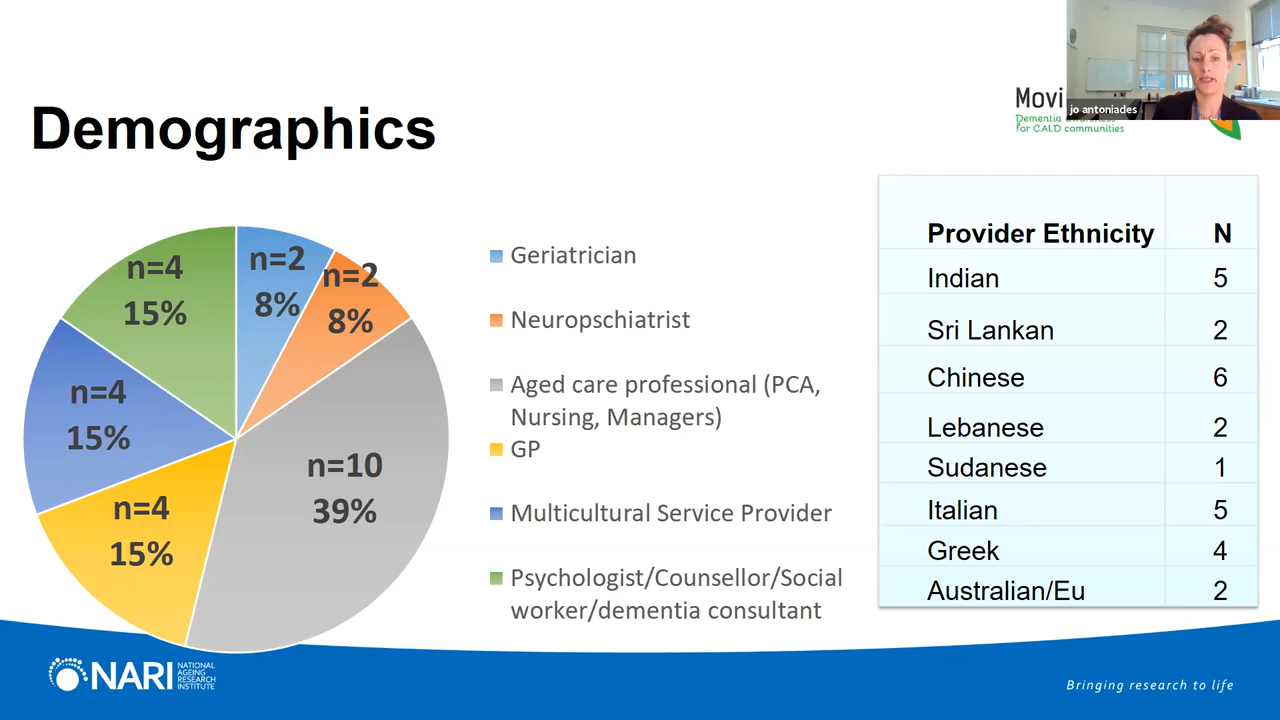 Demographics
Movi
Dementia awareness
for CALD communities
jo antoniades
n=2
8%
n=2
8%
n=10
39%
n=4
15%
n=4
15%
n=4
15%
Geriatrician
Neuropschiatrist
Aged care professional (PCA,
Nursing, Managers)
GP
Multicultural Service Provider
Psychologist/Counsellor/Social
worker/dementia consultant
Provider Ethnicity N
Indian 5
Sri Lankan 2
Chinese 6
Lebanese 2
Sudanese 1
Italian 5
Greek 4
Australian/Eu 2
NARI
NATIONAL
AGEING
RESEARCH
INSTITUTE
Bringing research to life